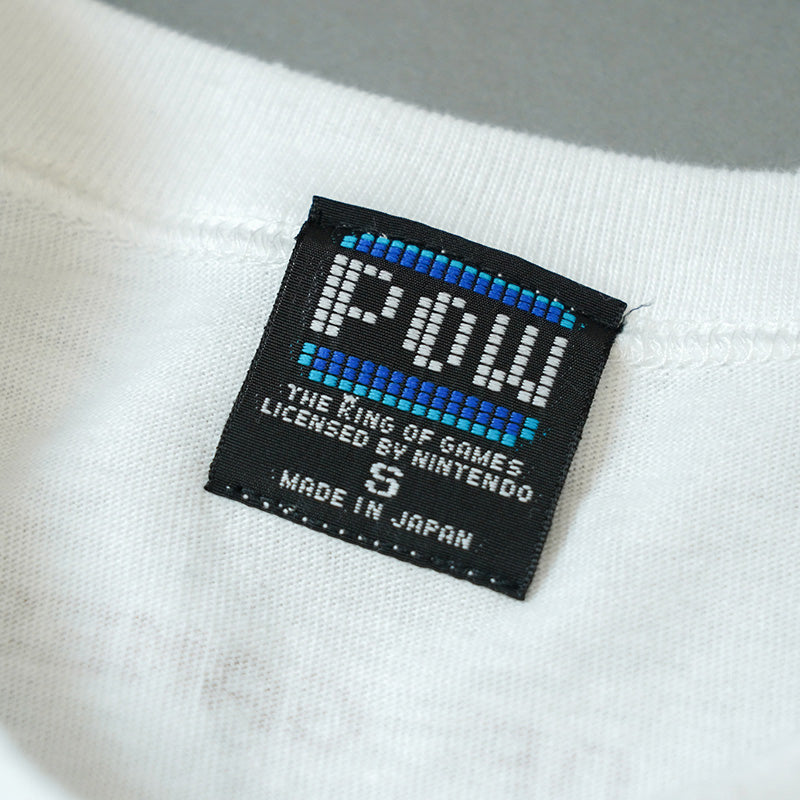 POW
THE KING OF GAMES
LICENSED BY NINTENDO
S
MADE IN JAPAN